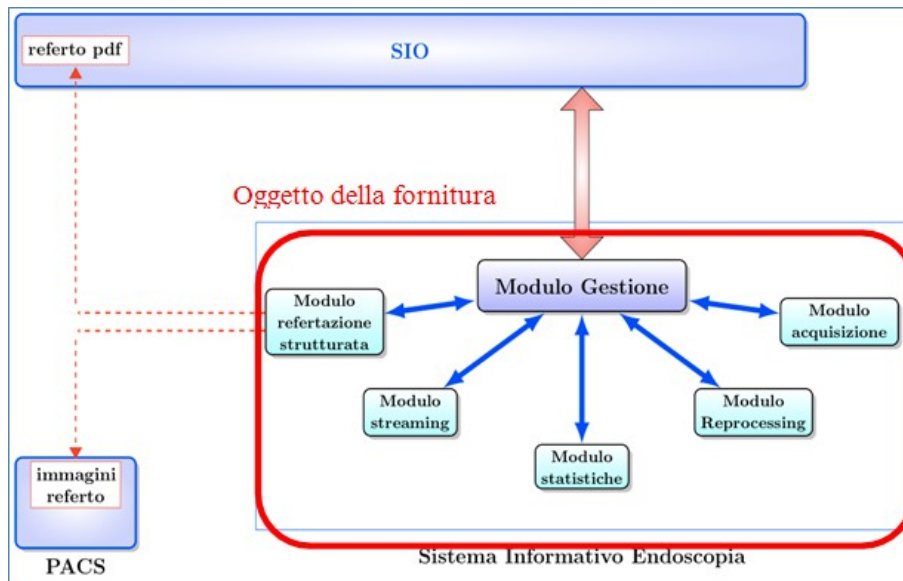 referto pdf
SIO
Oggetto della fornitura
Modulo Gestione
Modulo
refertazione
strutturata
Modulo
acquisizione
Modulo
streaming
Modulo
Reprocessing
Modulo
statistiche
immagini
referto
PACS
Sistema Informativo Endoscopia